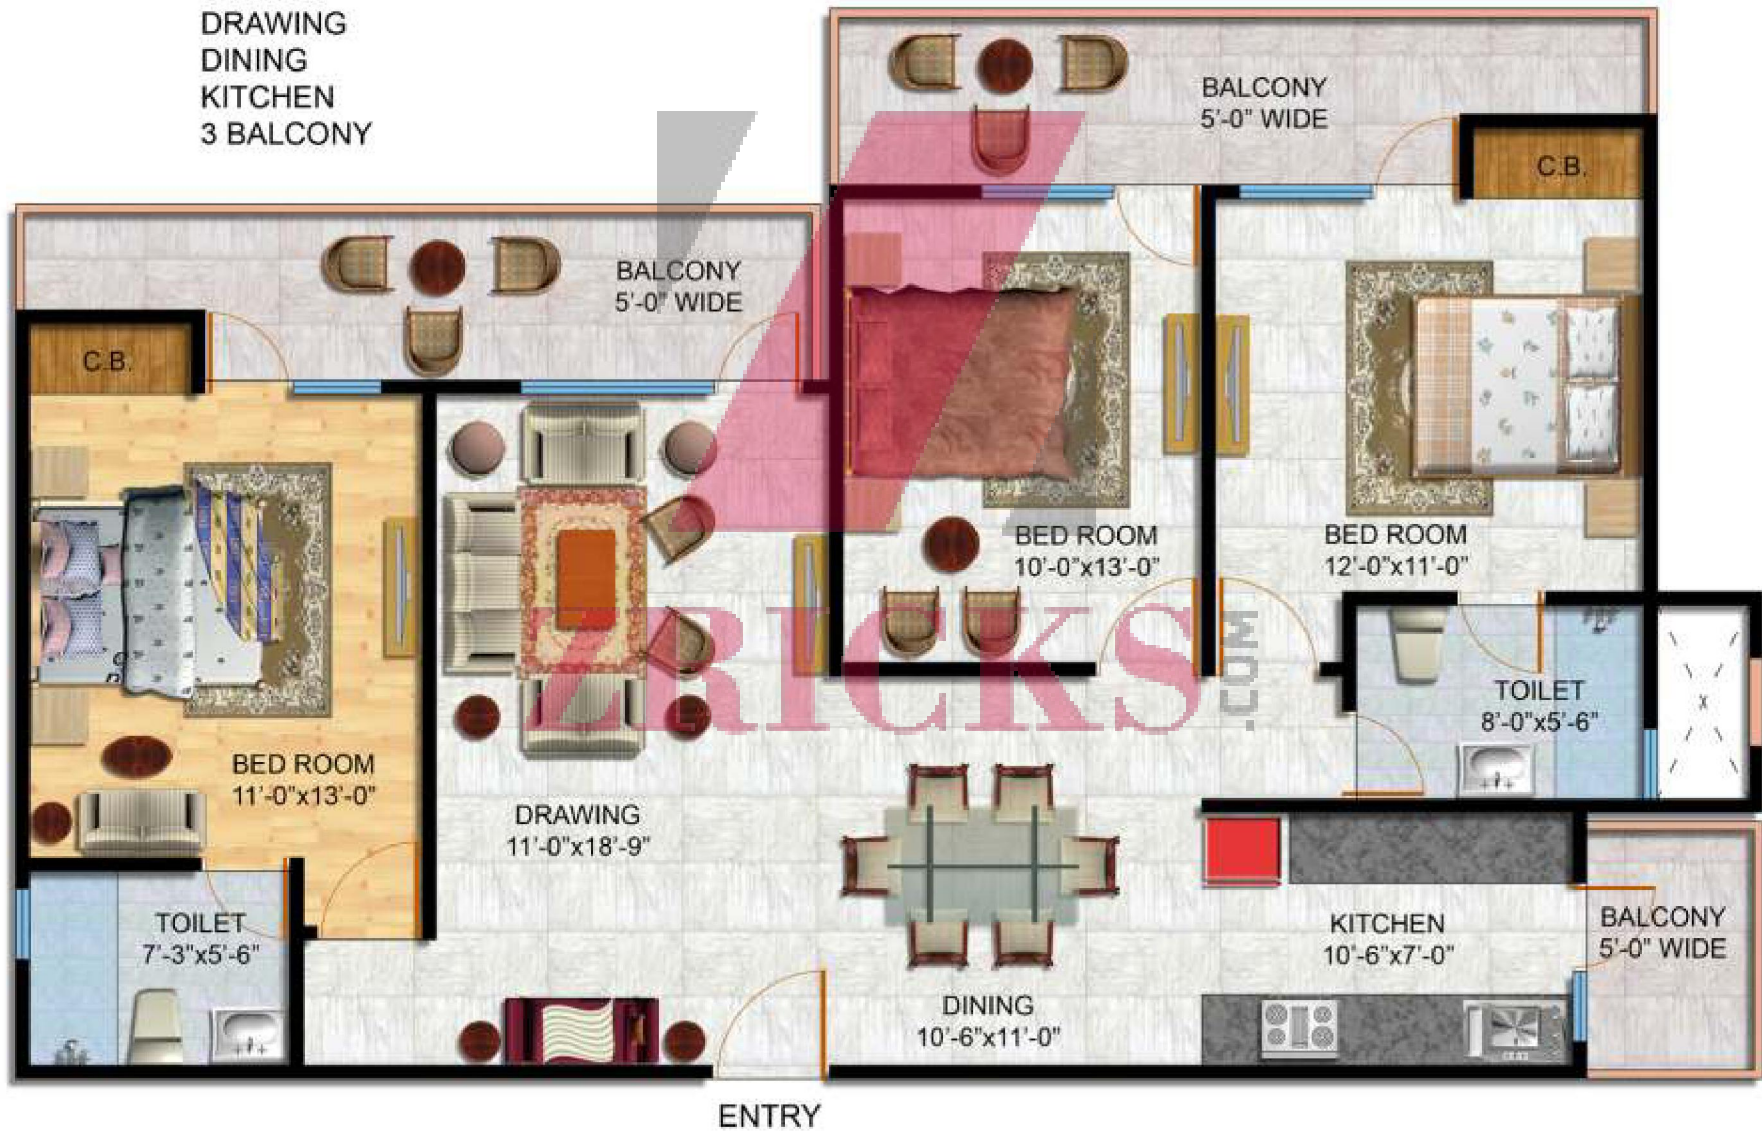 DRAWING
DINING
KITCHEN
3 BALCONY
BALCONY
5'-0" WIDE
C.B.
BALCONY
5'-0" WIDE
C.B.
BED ROOM
10'-0"x13'-0"
BED ROOM
12'-0"x11'-0"
ZRICKS
.COM
TOILET
8'-0"x5'-6"
BED ROOM
11'-0"x13'-0"
DRAWING
11'-0"x18'-9"
TOILET
7'-3"x5'-6"
KITCHEN
10'-6"x7'-0"
BALCONY
5'-0" WIDE
DINING
10'-6"x11'-0"
ENTRY